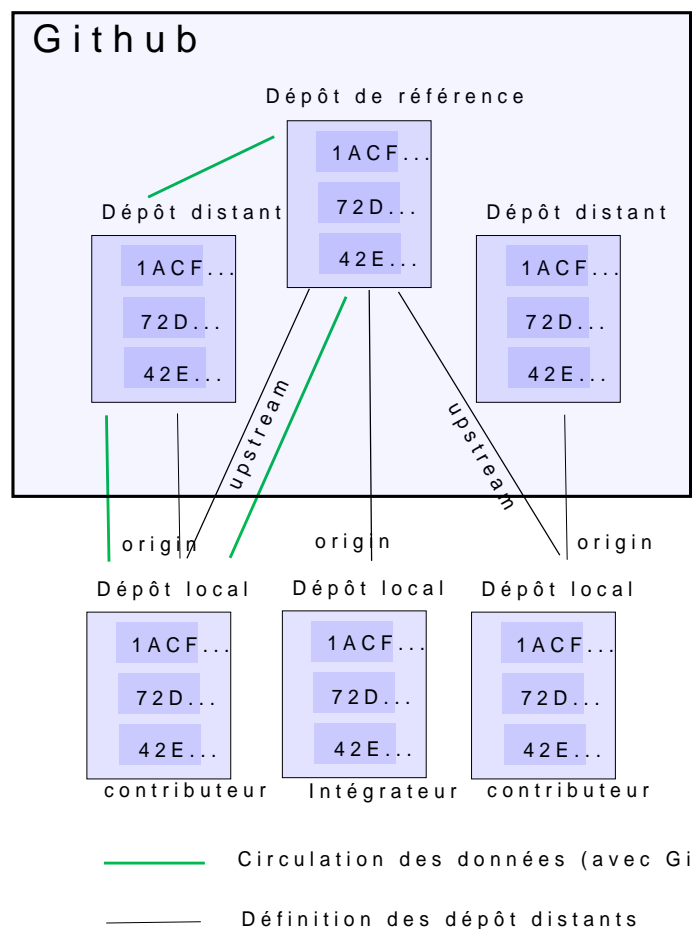 Github
Dépôt de référence
1ACF...
72D...
42E...
Dépôt distant
1ACF...
72D...
42E...
Dépôt distant
1ACF...
72D...
42E...
upstream
upstream
origin
origin
origin
Dépôt local
1ACF...
72D...
42E...
contributeur
Dépôt local
1ACF...
72D...
42E...
Intégrateur
Dépôt local
1ACF...
72D...
42E...
contributeur
Circulation des données (avec Gi
Définition des dépôt distants